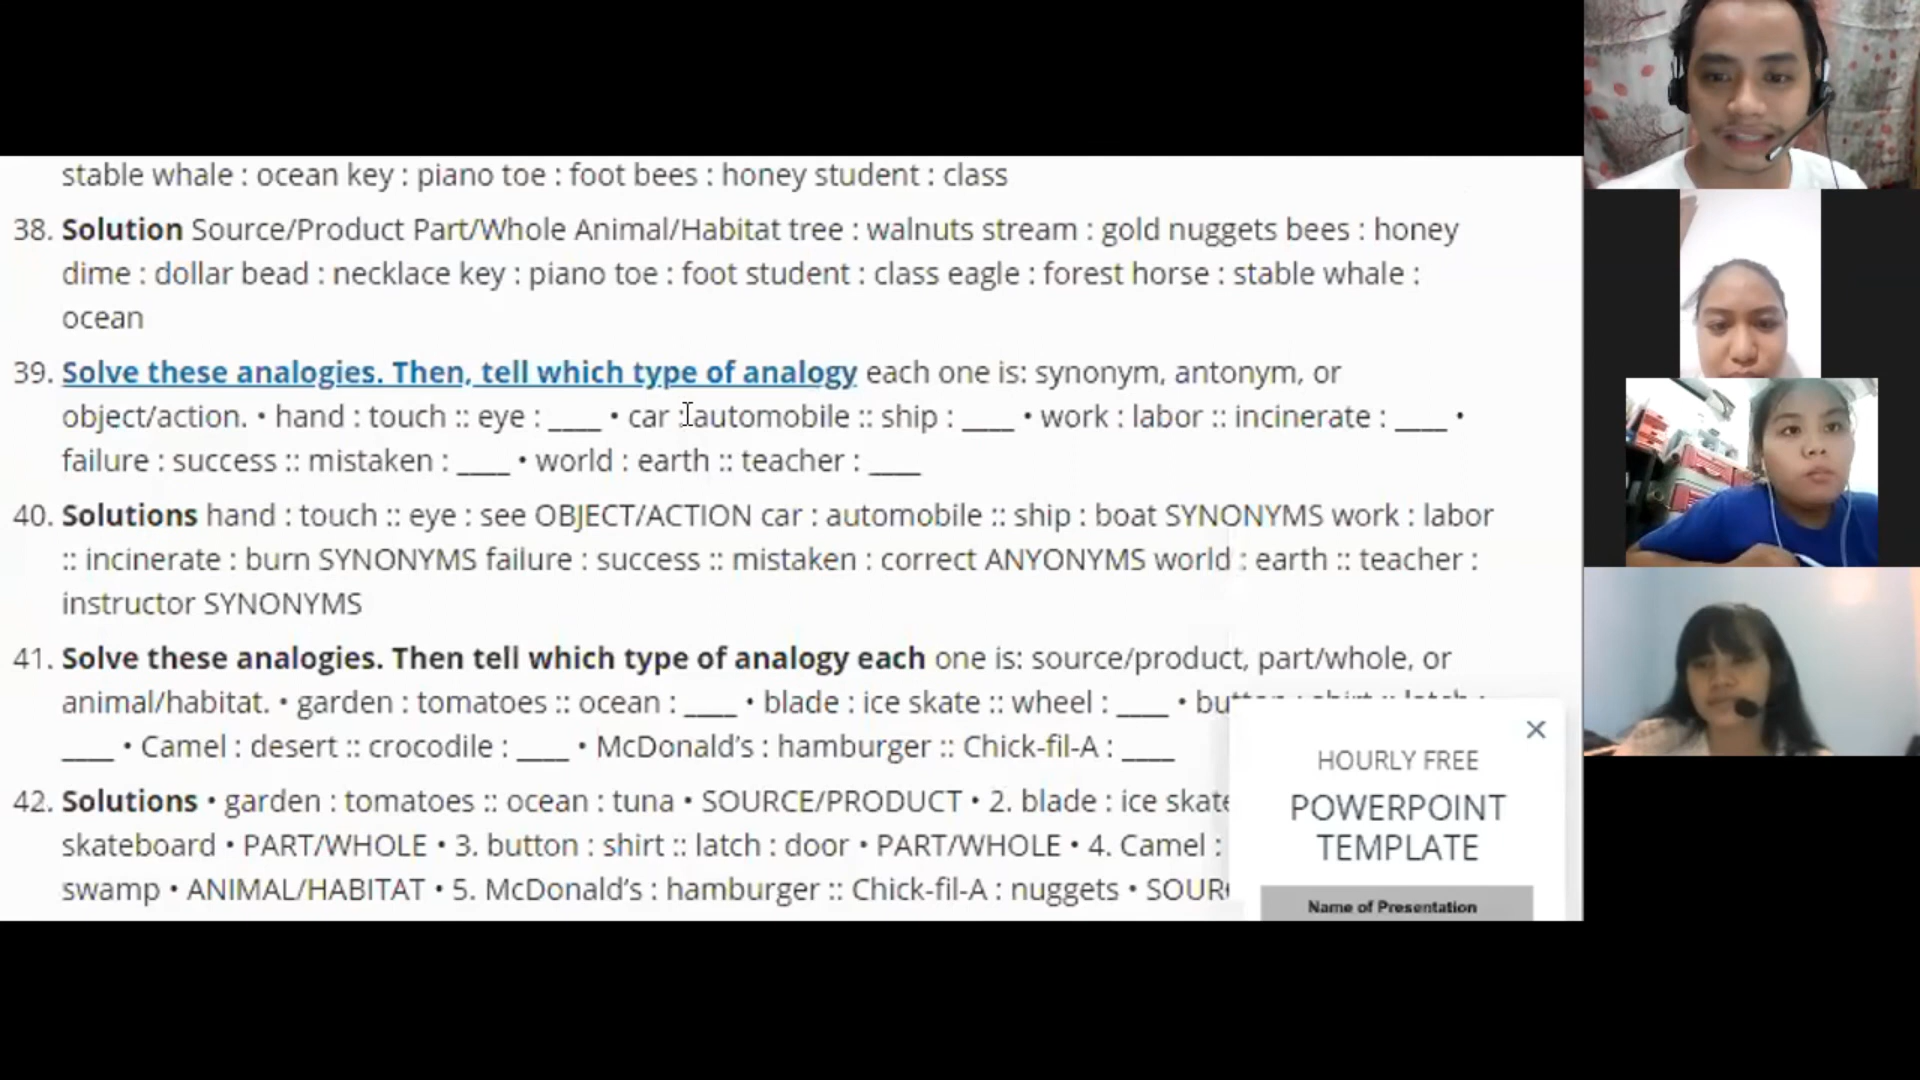 stable whale : ocean key : piano toe : foot bees : honey student : class
38. Solution Source/Product Part/Whole Animal/Habitat tree : walnuts stream : gold nuggets bees : honey
dime : dollar bead : necklace key : piano toe : foot student : class eagle : forest horse : stable whale :
ocean
39. Solve these analogies. Then, tell which type of analogy each one is: synonym, antonym, or
object/action. • hand : touch :: eye : ____ • car : automobile :: ship : ____ • work : labor :: incinerate : ____ •
failure : success :: mistaken : ____ • world : earth :: teacher : ____
40. Solutions hand : touch :: eye : see OBJECT/ACTION car : automobile :: ship : boat SYNONYMS work : labor
:: incinerate : burn SYNONYMS failure : success :: mistaken : correct ANYONYMS world : earth :: teacher :
instructor SYNONYMS
41. Solve these analogies. Then tell which type of analogy each one is: source/product, part/whole, or
animal/habitat. • garden : tomatoes :: ocean : ____ • blade : ice skate :: wheel : ____ •
____ • Camel : desert :: crocodile : ____ • McDonald's : hamburger :: Chick-fil-A : ____
42. Solutions • garden : tomatoes :: ocean : tuna • SOURCE/PRODUCT • 2. blade : ice skate
skateboard • PART/WHOLE • 3. button : shirt :: latch : door • PART/WHOLE • 4. Camel :
swamp • ANIMAL/HABITAT • 5. McDonald's : hamburger :: Chick-fil-A : nuggets •
HOURLY FREE
POWERPOINT
TEMPLATE
Name of Presentation